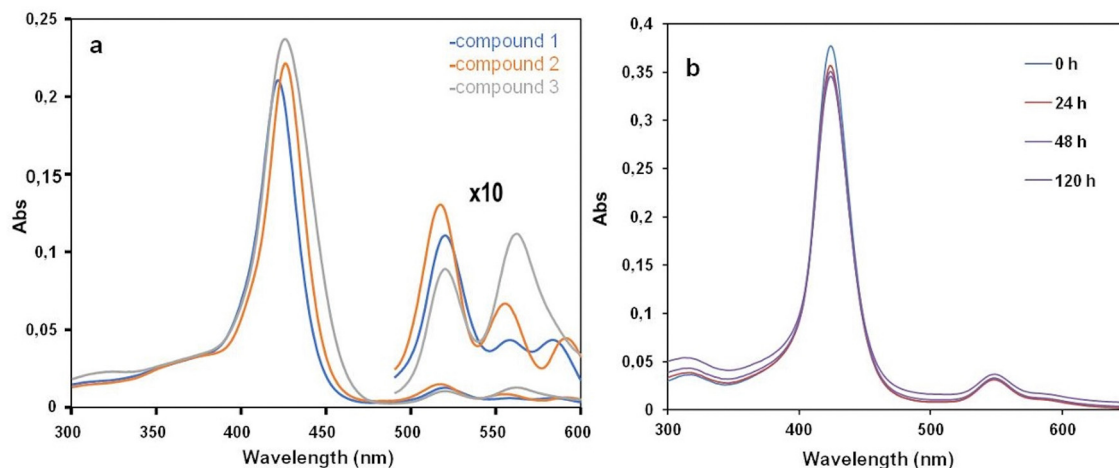 a
-compound 1
-compound 2
-compound 3
x10
0,25
0,2
0,15
0,1
0,05
0
Abs
300 350 400 450 500 550 600
Wavelength (nm)
b
0 h
24 h
48 h
120 h
0,4
0,35
0,3
0,25
0,2
0,15
0,1
0,05
0
Abs
300 400 500 600
Wavelength (nm)